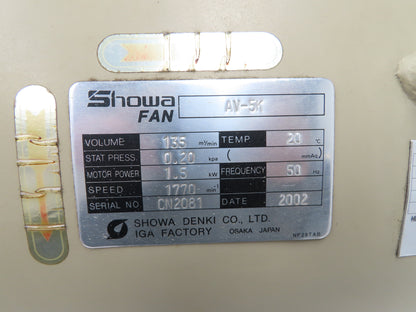 Showa FAN AV-5K
VOLUME 135 m³/min TEMP. 20 °C
STAT PRESS. 0.20 kpa ( mmAq)
MOTOR POWER 1.5 kW FREQUENCY 50 Hz
SPEED 1770 min⁻¹
SERIAL NO CN2081 DATE 2002
SHOWA DENKI CO., LTD.
IGA FACTORY OSAKA JAPAN